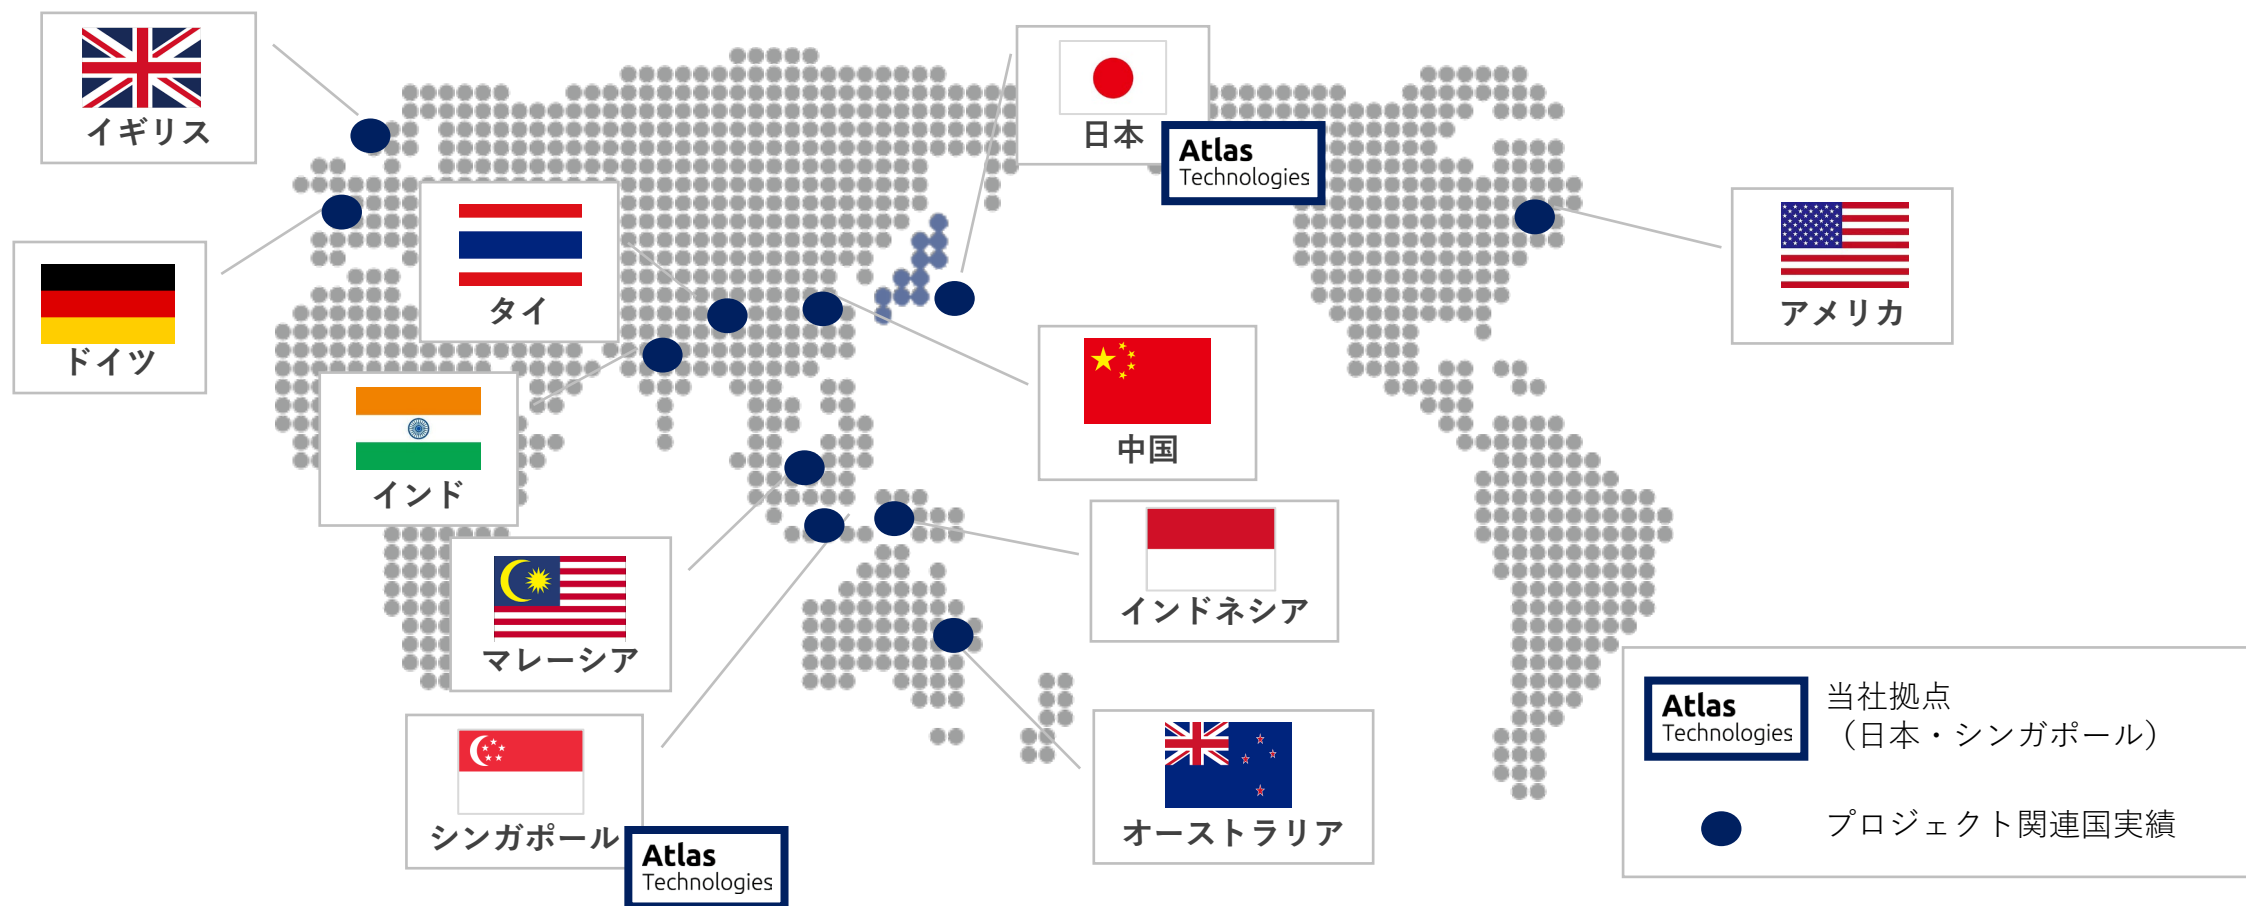 イギリス
日本
Atlas
Technologies
アメリカ
タイ
ドイツ
中国
インド
インドネシア
マレーシア
シンガポール
Atlas
Technologies
オーストラリア
Atlas
Technologies
当社拠点
（日本・シンガポール）
プロジェクト関連国実績